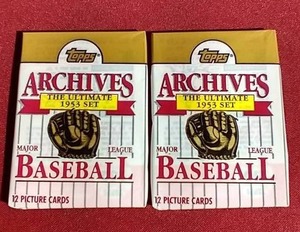 Topps
ARCHIVES
THE ULTIMATE
1953 SET
MAJOR LEAGUE
BASEBALL
12 PICTURE CARDS
Topps
ARCHIVES
THE ULTIMATE
1953 SET
MAJOR LEAGUE
BASEBALL
12 PICTURE CARDS